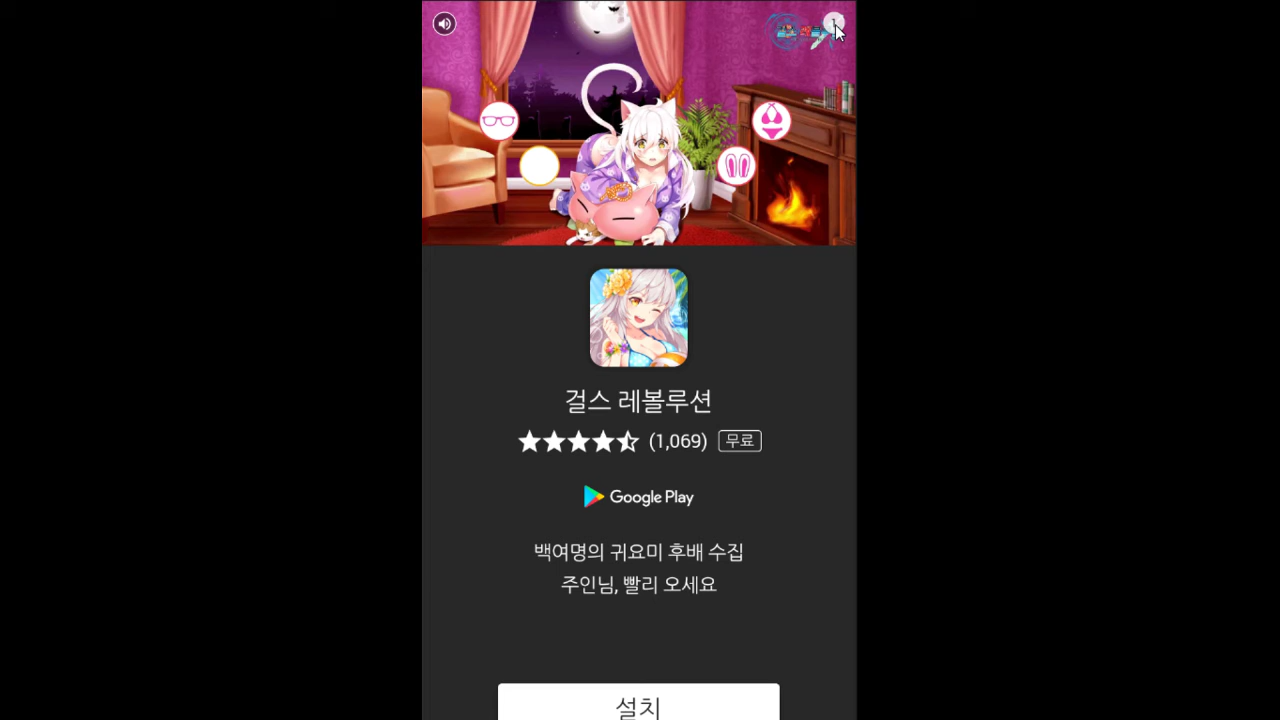 걸스 레볼루션
(1,069) 무료
Google Play
백여명의 귀요미 후배 수집
주인님, 빨리 오세요
설치